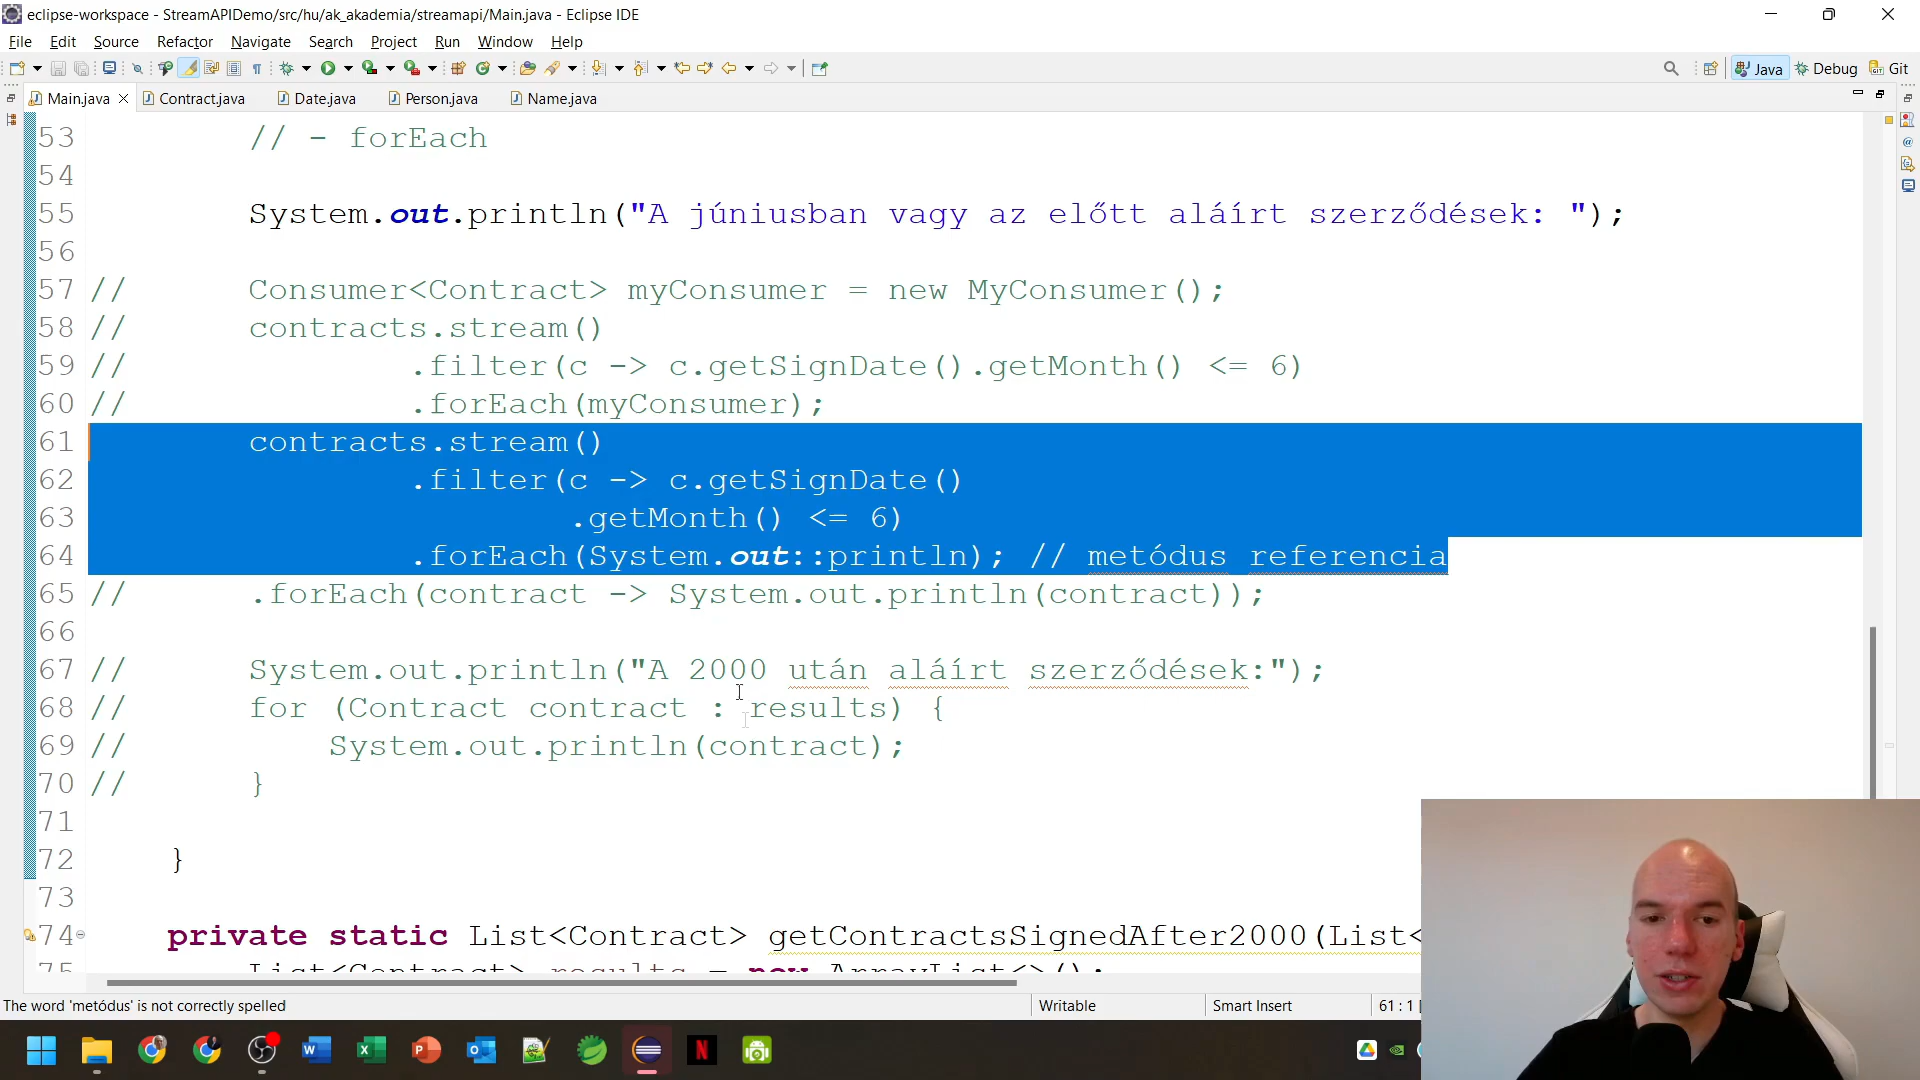 eclipse-workspace - StreamAPIDemo/src/hu/ak_akademia/streamapi/Main.java - Eclipse IDE
File Edit Source Refactor Navigate Search Project Run Window Help
Java Debug Git
Main.java Contract.java Date.java Person.java Name.java
53 // - forEach
54
55 System.out.println("A júniusban vagy az előtt aláírt szerződések: ");
56
57 // Consumer<Contract> myConsumer = new MyConsumer();
58 // contracts.stream()
59 // .filter(c -> c.getSignDate().getMonth() <= 6)
60 // .forEach(myConsumer);
61 contracts.stream()
62 .filter(c -> c.getSignDate()
63 .getMonth() <= 6)
64 .forEach(System.out::println); // metódus referencia
65 // .forEach(contract -> System.out.println(contract));
66
67 // System.out.println("A 2000 után aláírt szerződések:");
68 // for (Contract contract : results) {
69 // System.out.println(contract);
70 // }
71
72 }
73
74 private static List<Contract> getContractsSignedAfter2000(List<
75 List<Contract> results = new ArrayList<>();
The word 'metódus' is not correctly spelled Writable Smart Insert 61 : 1